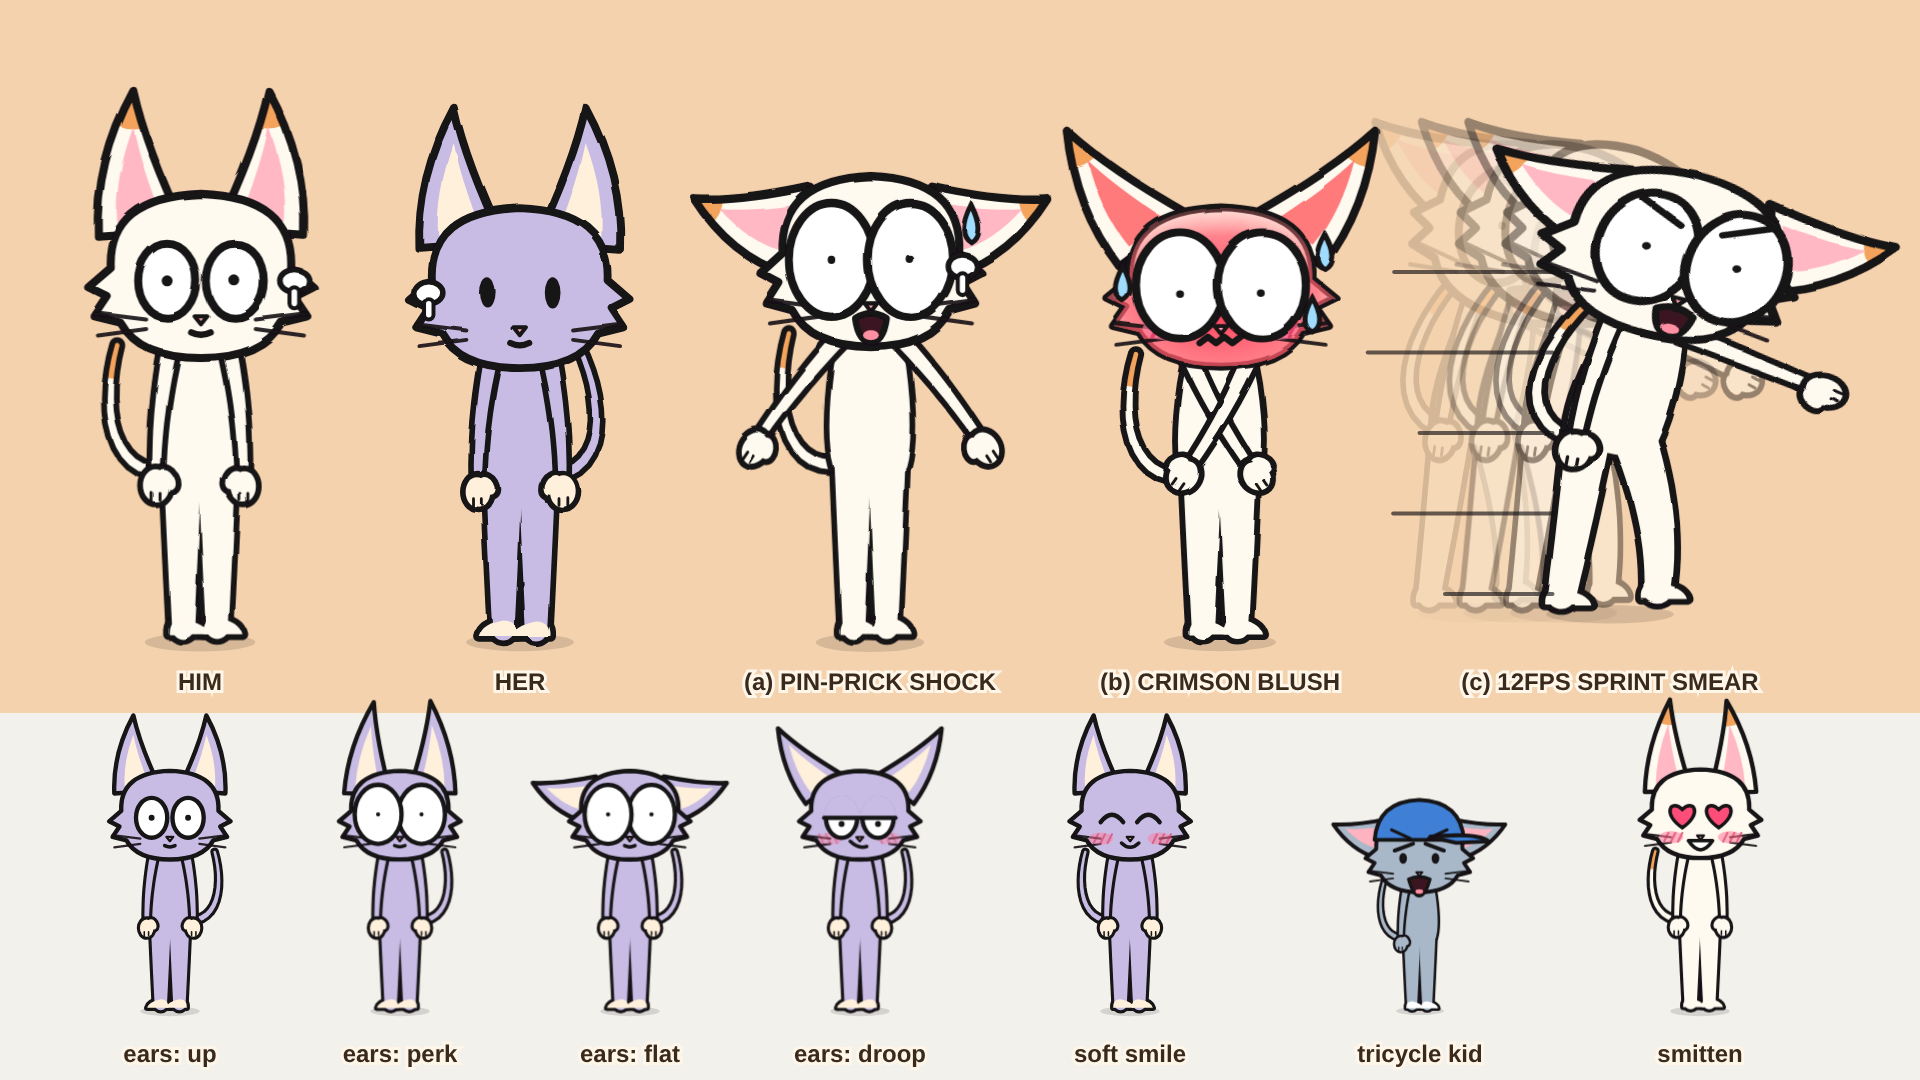 HIM
HER
(a) PIN-PRICK SHOCK
(b) CRIMSON BLUSH
(c) 12FPS SPRINT SMEAR
ears: up
ears: perk
ears: flat
ears: droop
soft smile
tricycle kid
smitten